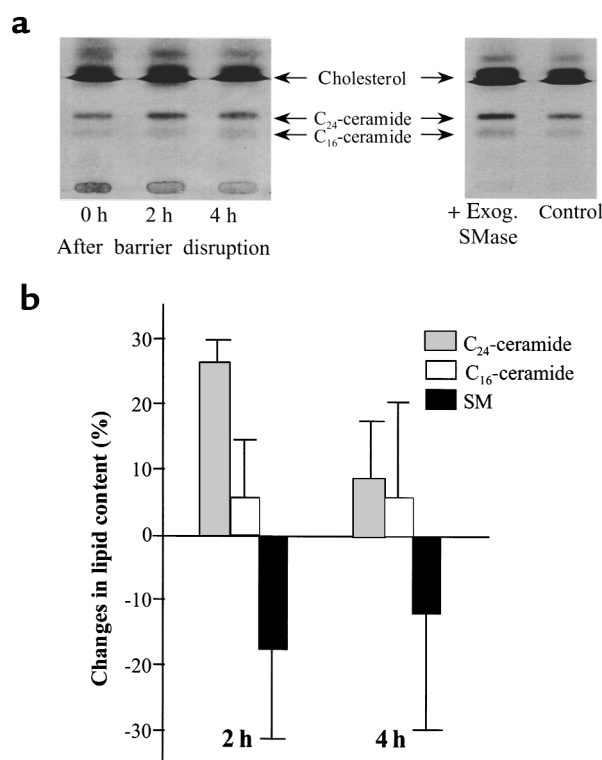 a
Cholesterol
C24-ceramide
C16-ceramide
0 h 2 h 4 h
After barrier disruption
+ Exog. Control
SMase
b
30
20
10
0
-10
-20
-30
Changes in lipid content (%)
C24-ceramide
C16-ceramide
SM
2 h 4 h